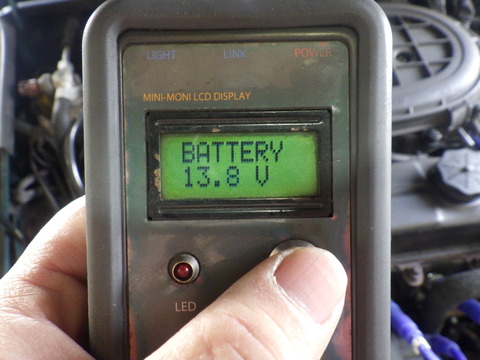 LIGHT LINK POWER
MINI-MONI LCD DISPLAY
BATTERY
13.8 V
LED